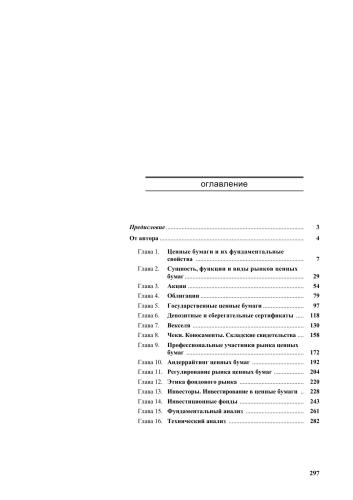 оглавление
Предисловие 3
От автора 4
Глава 1. Ценные бумаги и их фундаментальные
свойства 7
Глава 2. Сущность, функции и виды рынков ценных
бумаг 29
Глава 3. Акции 54
Глава 4. Облигации 79
Глава 5. Государственные ценные бумаги 97
Глава 6. Депозитные и сберегательные сертификаты 118
Глава 7. Векселя 130
Глава 8. Чеки. Коносаменты. Складские свидетельства 158
Глава 9. Профессиональные участники рынка ценных
бумаг 172
Глава 10. Андеррайтинг ценных бумаг 192
Глава 11. Регулирование рынка ценных бумаг 204
Глава 12. Этика фондового рынка 220
Глава 13. Инвесторы. Инвестирование в ценные бумаги 228
Глава 14. Инвестиционные фонды 243
Глава 15. Фундаментальный анализ 261
Глава 16. Технический анализ 282
297